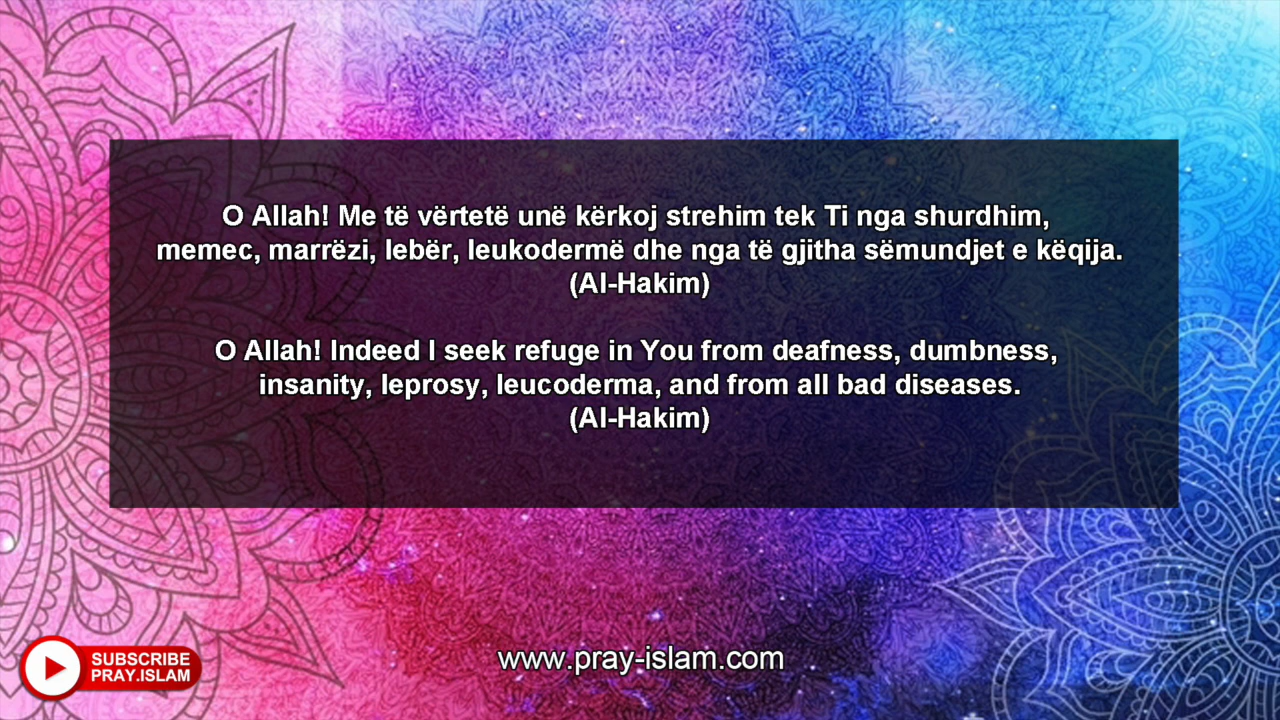 O Allah! Me të vërtetë unë kërkoj strehim tek Ti nga shurdhim,
memec, marrëzi, lebër, leukodermë dhe nga të gjitha sëmundjet e këqija.
(Al-Hakim)
O Allah! Indeed I seek refuge in You from deafness, dumbness,
insanity, leprosy, leucoderma, and from all bad diseases.
(Al-Hakim)
SUBSCRIBE
PRAY.ISLAM
www.pray-islam.com